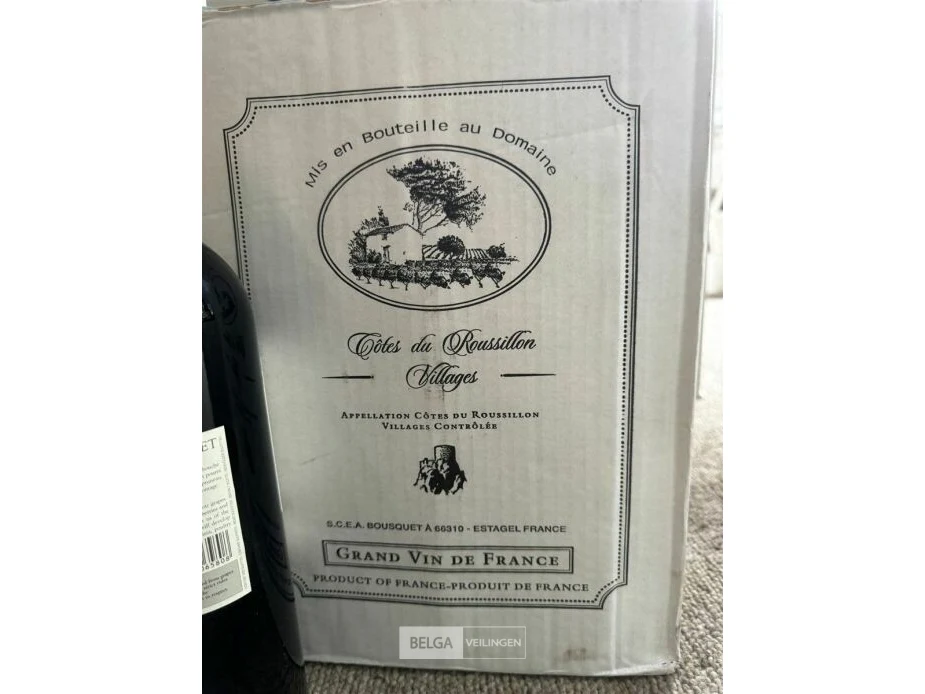 Mis en Bouteille au Domaine
Côtes du Roussillon
Villages
APPELLATION CÔTES DU ROUSSILLON
VILLAGES CONTRÔLÉE
S.C.E.A. BOUSQUET À 66310 - ESTAGEL FRANCE
GRAND VIN DE FRANCE
PRODUCT OF FRANCE-PRODUIT DE FRANCE
ET
BELGA VEILINGEN